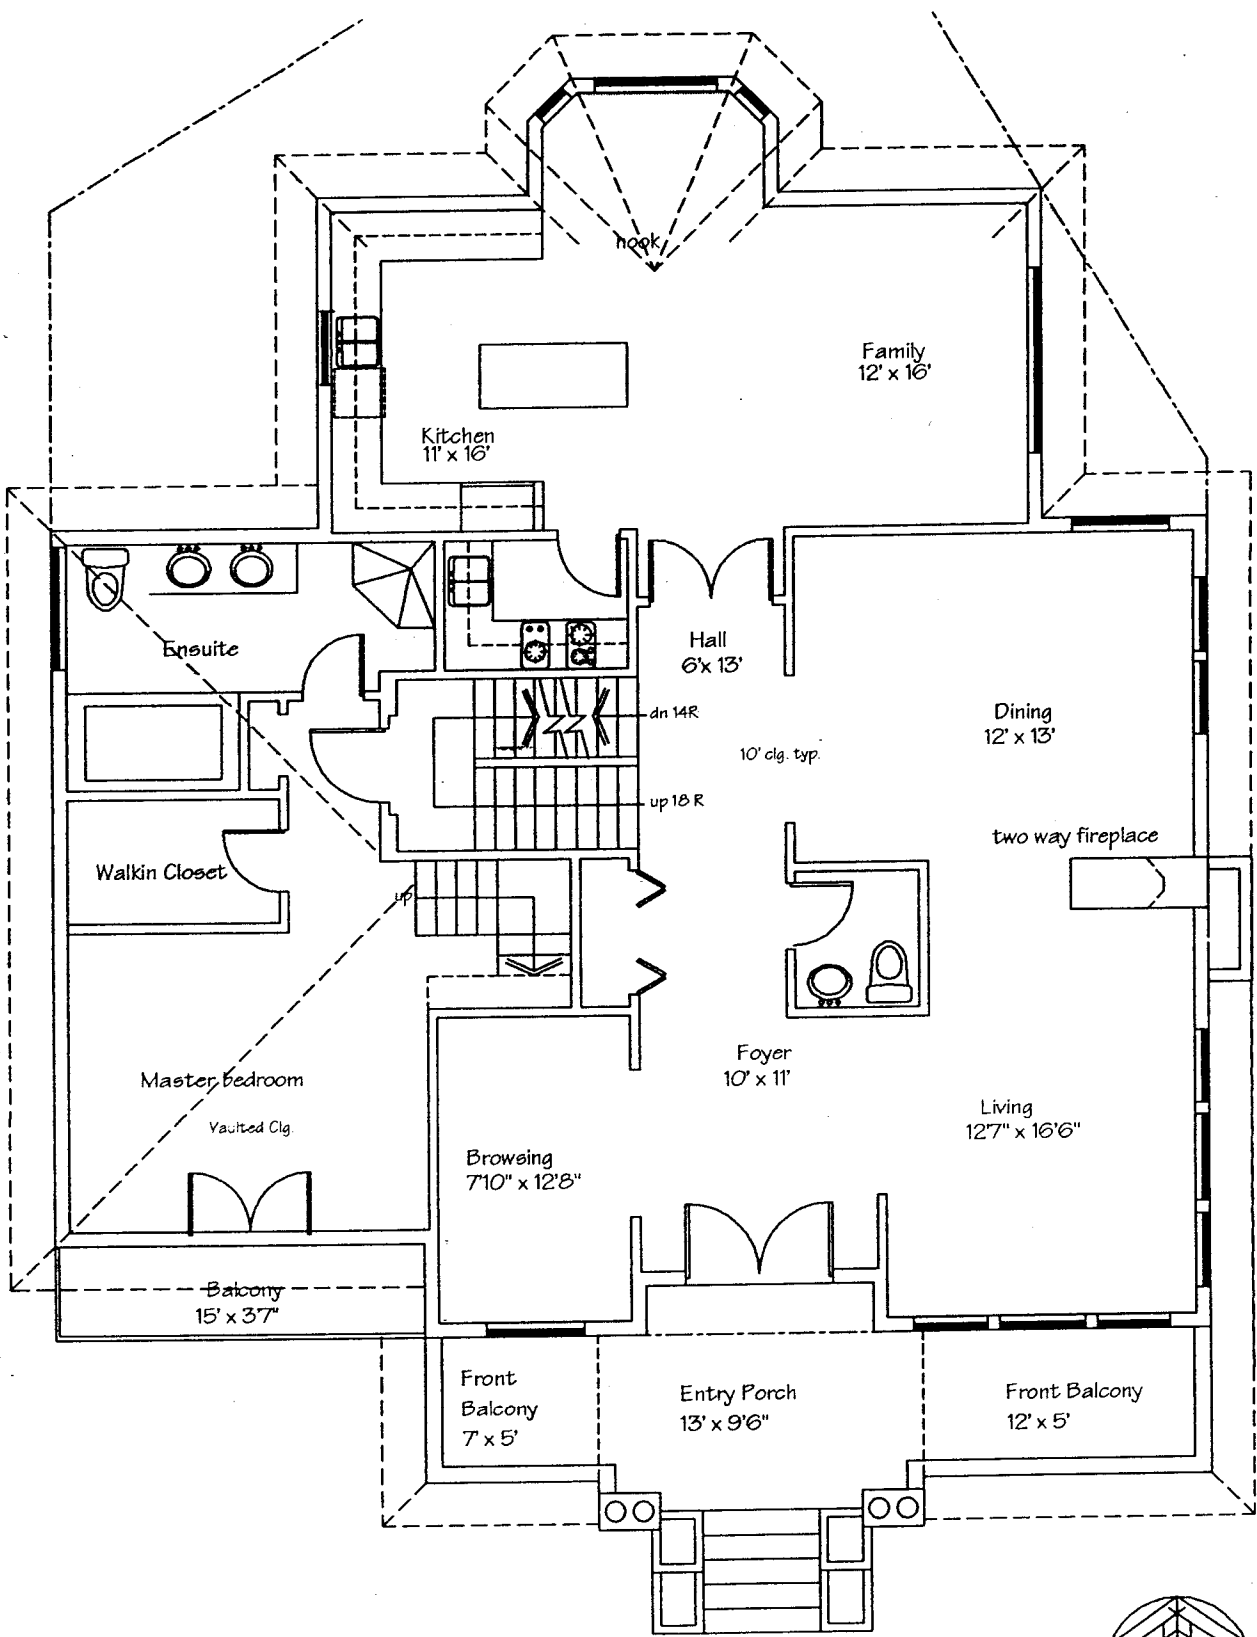 nook
Family
12' x 16'
Kitchen
11' x 16'
Ensuite
Hall
6' x 13'
dn 14R
Dining
12' x 13'
10' clg. typ.
up 18 R
two way fireplace
Walkin Closet
up
Foyer
10' x 11'
Master bedroom
Vaulted Clg.
Living
12'7" x 16'6"
Browsing
7'10" x 12'8"
Balcony
15' x 3'7"
Front
Balcony
7' x 5'
Entry Porch
13' x 9'6"
Front Balcony
12' x 5'